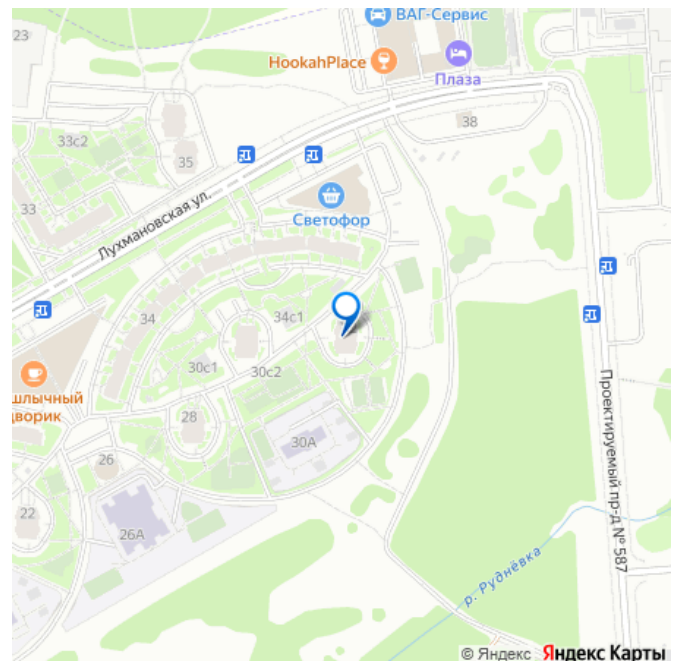 23
ВАГ-Сервис
HookahPlace
Плаза
33с2
38
35
Светофор
33
Лухмановская ул.
34
34с1
30с1
30с2
шлычный
дворик
28
30А
26
22
26А
Проектируемый пр-д № 587
р. Руднёвка
© Яндекс Яндекс Карты